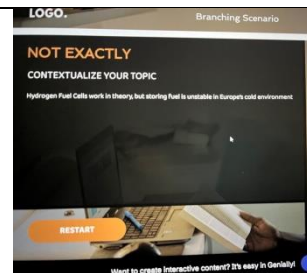 LOGO.
Branching Scenario
NOT EXACTLY
CONTEXTUALIZE YOUR TOPIC
Hydrogen Fuel Cells work in theory, but storing fuel is unstable in Europe's cold environment
RESTART
Want to create interactive content? It's easy in Genially!